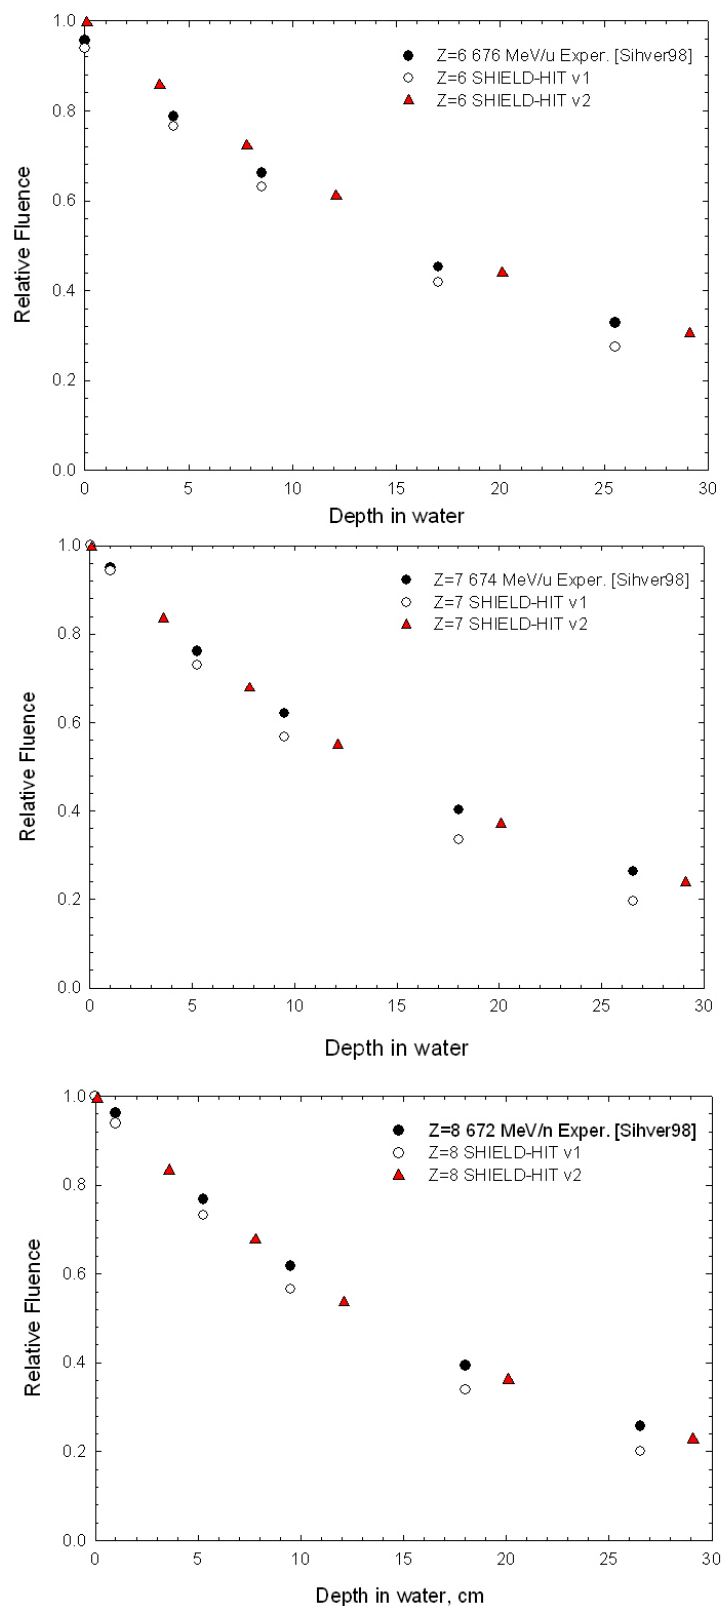 1.0
0.8
0.6
0.4
0.2
0.0
Relative Fluence
Z=6 676 MeV/u Exper. [Sihver98]
Z=6 SHIELD-HIT v1
Z=6 SHIELD-HIT v2
0 5 10 15 20 25 30
Depth in water
1.0
0.8
0.6
0.4
0.2
0.0
Relative Fluence
Z=7 674 MeV/u Exper. [Sihver98]
Z=7 SHIELD-HIT v1
Z=7 SHIELD-HIT v2
0 5 10 15 20 25 30
Depth in water
1.0
0.8
0.6
0.4
0.2
0.0
Relative Fluence
Z=8 672 MeV/n Exper. [Sihver98]
Z=8 SHIELD-HIT v1
Z=8 SHIELD-HIT v2
0 5 10 15 20 25 30
Depth in water, cm